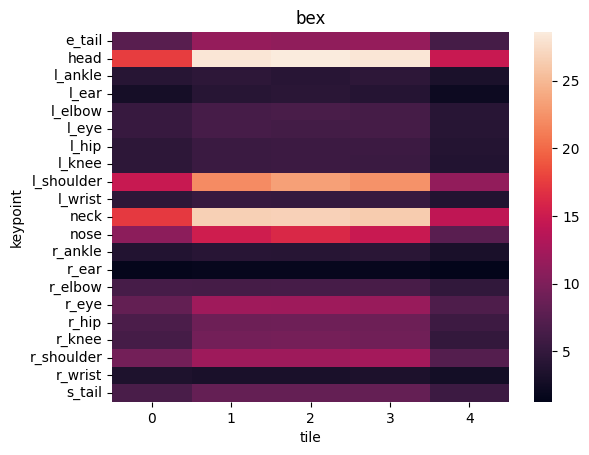 bex
e_tail
head
l_ankle
l_ear
l_elbow
l_eye
l_hip
l_knee
l_shoulder
l_wrist
neck
nose
r_ankle
r_ear
r_elbow
r_eye
r_hip
r_knee
r_shoulder
r_wrist
s_tail
keypoint
0 1 2 3 4
tile
25
20
15
10
5